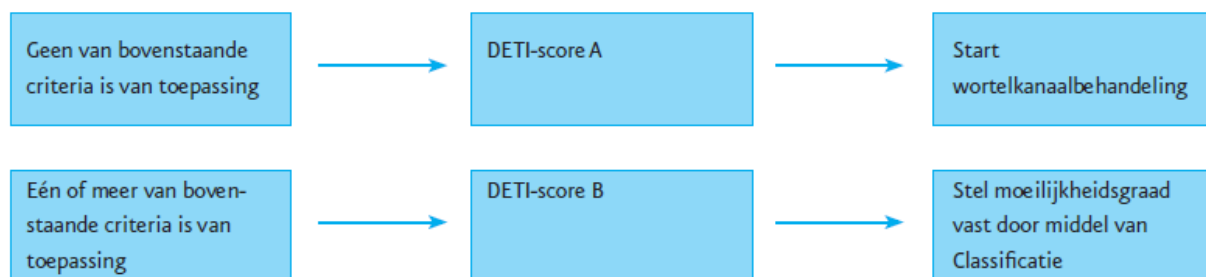 Geen van bovenstaande
criteria is van toepassing
DETI-score A
Start
wortelkanaalbehandeling
Eén of meer van boven-
staande criteria is van
toepassing
DETI-score B
Stel moeilijkheidsgraad
vast door middel van
Classificatie